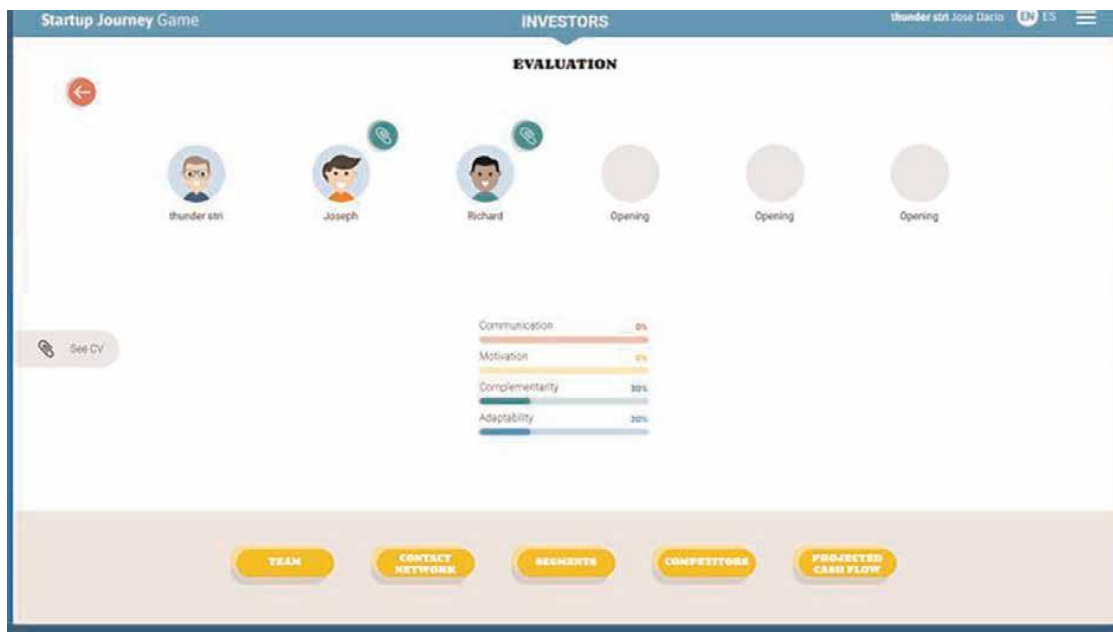 Startup Journey Game
INVESTORS
thunder stri Jose Dario EN ES
EVALUATION
thunder stri
Joseph
Richard
Opening
Opening
Opening
Communication 0%
Motivation 0%
Complementarity 30%
Adaptability 30%
See CV
TEAM
CONTACT
NETWORK
SEGMENTS
COMPETITORS
PROJECTED
CASH FLOW